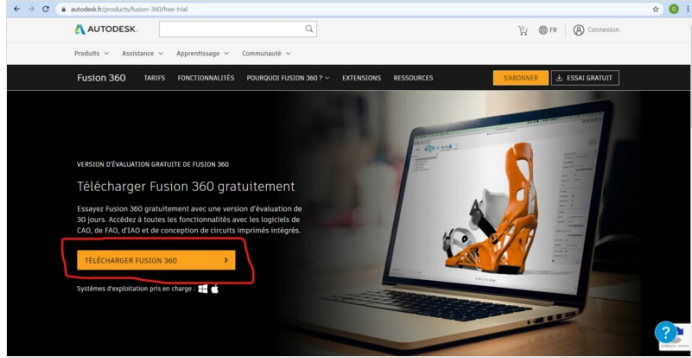 autodesk.fr/products/fusion-360/free-trial
AUTODESK.
FR
Connexion
Produits
Assistance
Apprentissage
Communauté
Fusion 360
TARIFS
FONCTIONNALITÉS
POURQUOI FUSION 360 ?
EXTENSIONS
RESSOURCES
S'ABONNER
ESSAI GRATUIT
VERSION D'ÉVALUATION GRATUITE DE FUSION 360
Télécharger Fusion 360 gratuitement
Essayez Fusion 360 gratuitement avec une version d'évaluation de
30 jours. Accédez à toutes les fonctionnalités avec les logiciels de
CAO, de FAO, d'IAO et de conception de circuits imprimés intégrés.
TÉLÉCHARGER FUSION 360
Systèmes d'exploitation pris en charge :
?